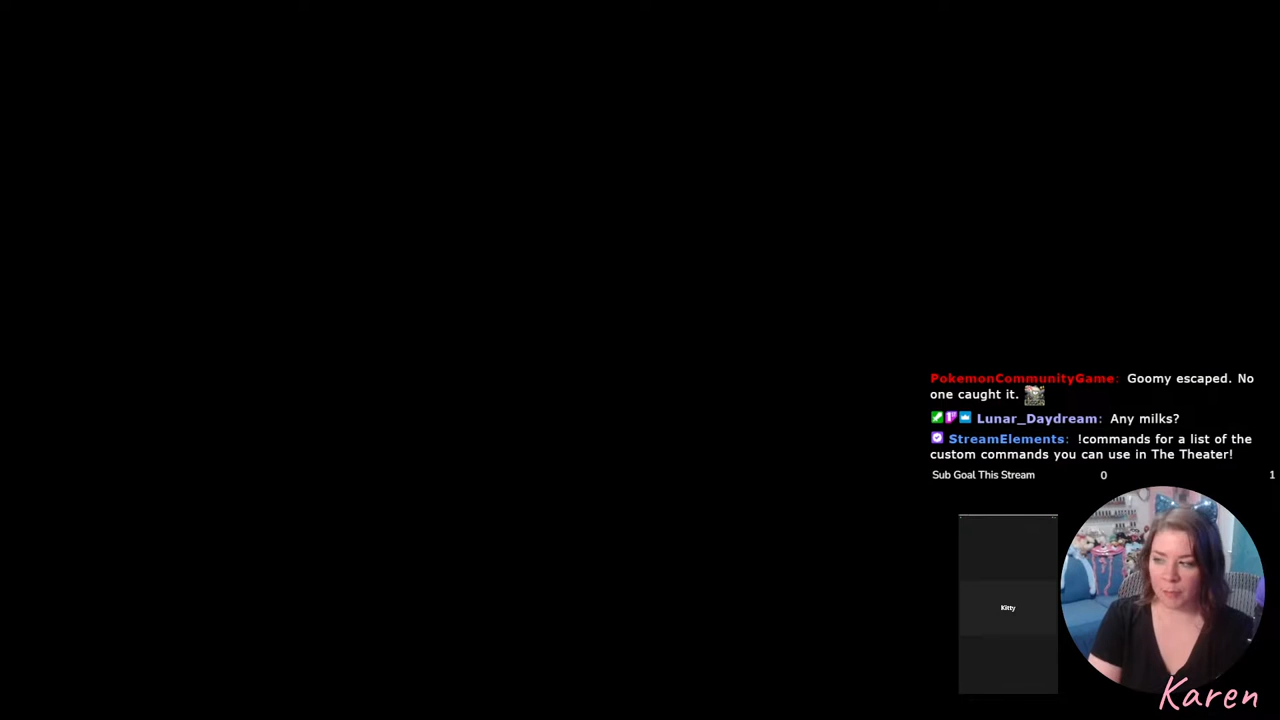 PokemonCommunityGame: Goomy escaped. No
one caught it.
Lunar_Daydream: Any milks?
StreamElements: !commands for a list of the
custom commands you can use in The Theater!
Sub Goal This Stream 0 1
Kitty
Karen